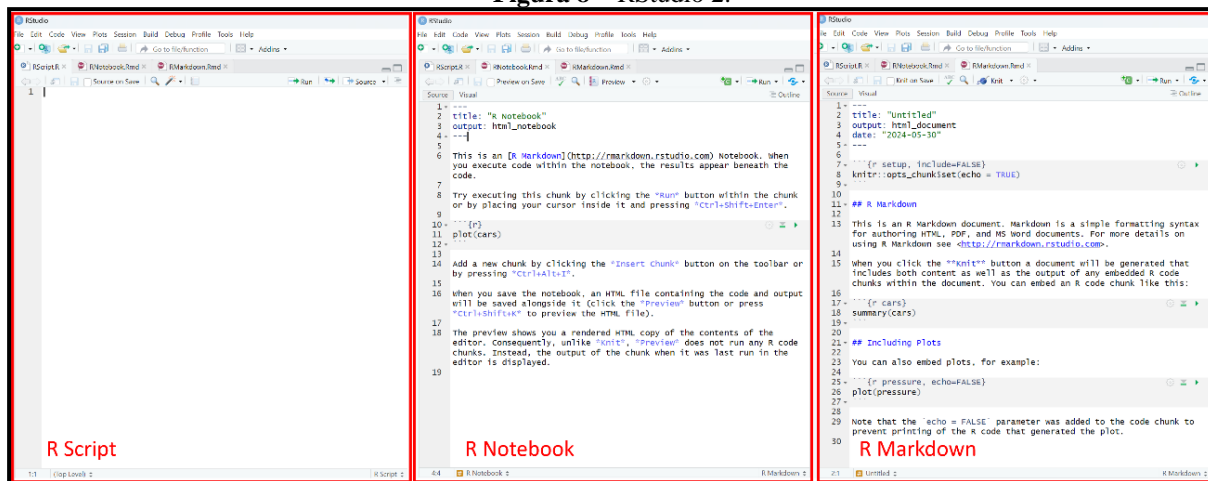 Figura 8 – RStudio 2.
RStudio
File Edit Code View Plots Session Build Debug Profile Tools Help
Go to file/function Addins
RScript.R RNotebook.Rmd RMarkdown.Rmd
Source on Save Run Source
1
R Script
1:1 (Top Level) R Script
RStudio
File Edit Code View Plots Session Build Debug Profile Tools Help
Go to file/function Addins
RScript.R RNotebook.Rmd RMarkdown.Rmd
Preview on Save Preview Run
Source Visual Outline
1 ---
2 title: "R Notebook"
3 output: html_notebook
4 ---
5
6 This is an [R Markdown](http://rmarkdown.rstudio.com) Notebook. When
you execute code within the notebook, the results appear beneath the
code.
7
8 Try executing this chunk by clicking the *Run* button within the chunk
or by placing your cursor inside it and pressing *Ctrl+Shift+Enter*.
9
10 ```{r}
11 plot(cars)
12 ```
13
14 Add a new chunk by clicking the *Insert Chunk* button on the toolbar or
by pressing *Ctrl+Alt+I*.
15
16 When you save the notebook, an HTML file containing the code and output
will be saved alongside it (click the *Preview* button or press
*Ctrl+Shift+K* to preview the HTML file).
17
18 The preview shows you a rendered HTML copy of the contents of the
editor. Consequently, unlike *Knit*, *Preview* does not run any R code
chunks. Instead, the output of the chunk when it was last run in the
editor is displayed.
19
R Notebook
4:4 R Notebook R Markdown
RStudio
File Edit Code View Plots Session Build Debug Profile Tools Help
Go to file/function Addins
RScript.R RNotebook.Rmd RMarkdown.Rmd
Knit on Save Knit Run
Source Visual Outline
1 ---
2 title: "Untitled"
3 output: html_document
4 date: "2024-05-30"
5 ---
6
7 ```{r setup, include=FALSE}
8 knitr::opts_chunk$set(echo = TRUE)
9 ```
10
11 ## R Markdown
12
13 This is an R Markdown document. Markdown is a simple formatting syntax
for authoring HTML, PDF, and MS Word documents. For more details on
using R Markdown see <http://rmarkdown.rstudio.com>.
14
15 When you click the **Knit** button a document will be generated that
includes both content as well as the output of any embedded R code
chunks within the document. You can embed an R code chunk like this:
16
17 ```{r cars}
18 summary(cars)
19 ```
20
21 ## Including Plots
22
23 You can also embed plots, for example:
24
25 ```{r pressure, echo=FALSE}
26 plot(pressure)
27 ```
28
29 Note that the `echo = FALSE` parameter was added to the code chunk to
prevent printing of the R code that generated the plot.
30
R Markdown
2:1 Untitled R Markdown